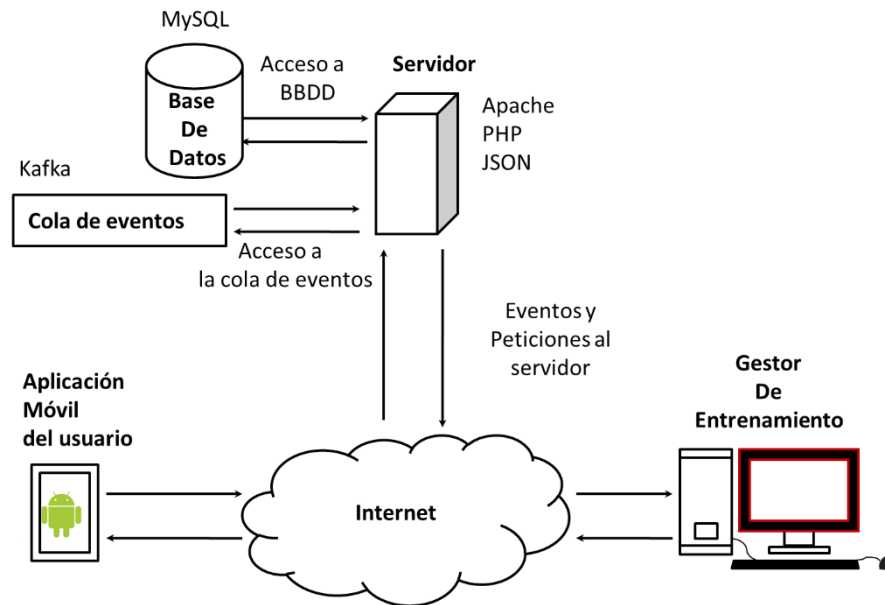 MySQL
Base
De
Datos
Acceso a
BBDD
Servidor
Apache
PHP
JSON
Kafka
Cola de eventos
Acceso a
la cola de eventos
Eventos y
Peticiones al
servidor
Aplicación
Móvil
del usuario
Internet
Gestor
De
Entrenamiento